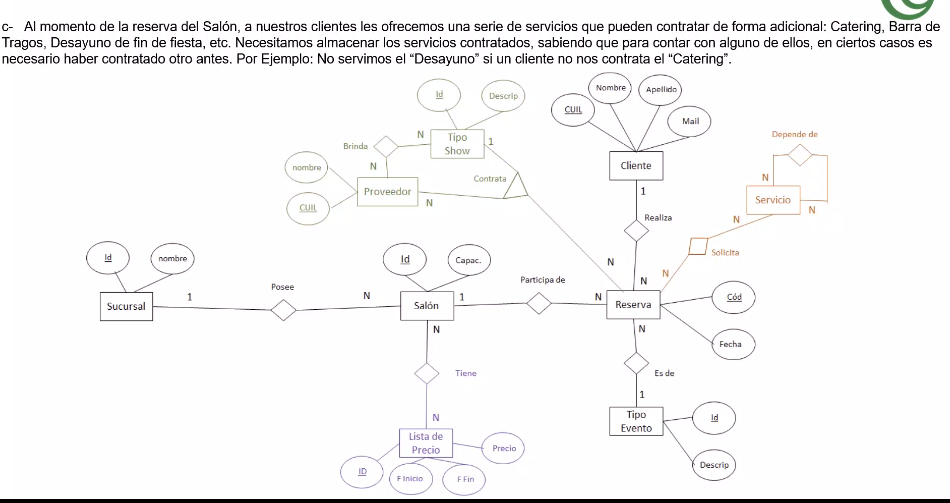 c- Al momento de la reserva del Salón, a nuestros clientes les ofrecemos una serie de servicios que pueden contratar de forma adicional: Catering, Barra de
Tragos, Desayuno de fin de fiesta, etc. Necesitamos almacenar los servicios contratados, sabiendo que para contar con alguno de ellos, en ciertos casos es
necesario haber contratado otro antes. Por Ejemplo: No servimos el “Desayuno” si un cliente no nos contrata el “Catering”.
Id
Descrip
Nombre
Apellido
CUIL
Mail
Depende de
Brinda
N
Tipo
Show
1
nombre
N
Contrata
Cliente
Proveedor
N
CUIL
1
N
Servicio
N
Realiza
N
Solicita
Id
nombre
Id
Capac.
N
N
N
Posee
Participa de
Sucursal
1
N
Salón
1
N
Reserva
Cód
N
N
Fecha
Tiene
Es de
N
1
Lista de
Precio
Tipo
Evento
Id
Precio
ID
F Inicio
F Fin
Descrip